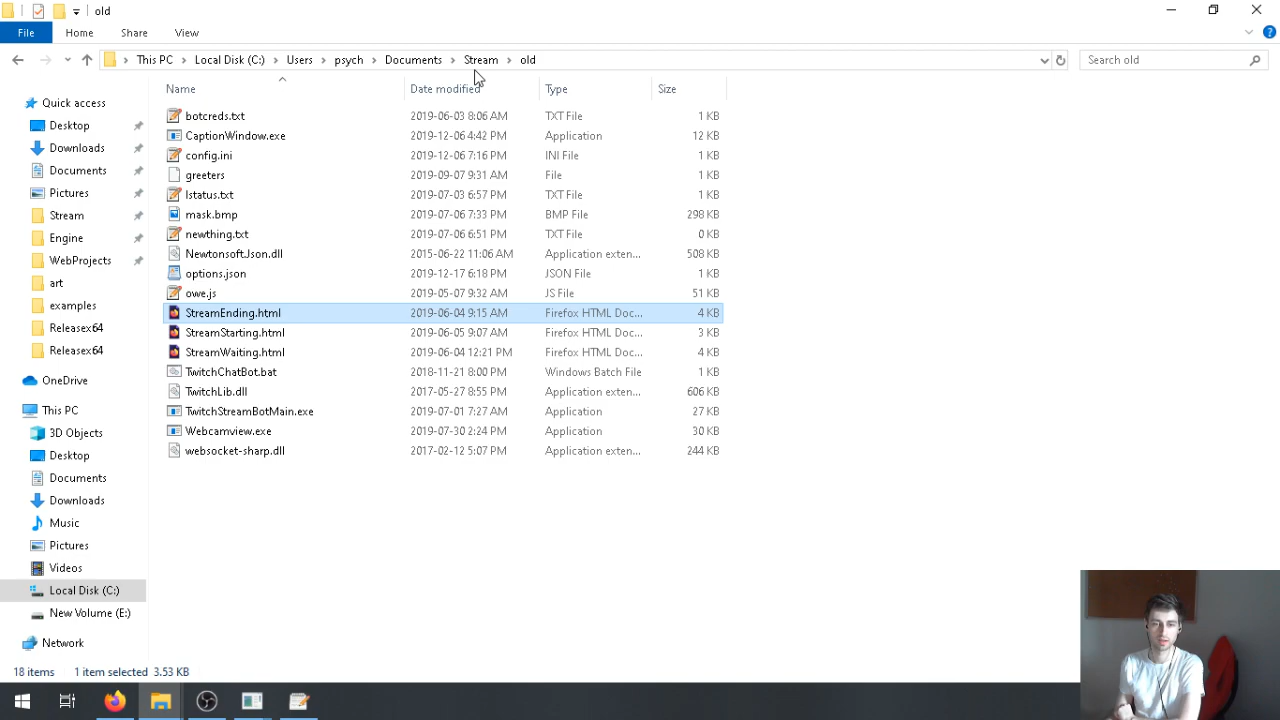 old
File Home Share View
This PC Local Disk (C:) Users psych Documents Stream old Search old
Name Date modified Type Size
Quick access
Desktop
Downloads
Documents
Pictures
Stream
Engine
WebProjects
art
examples
Releasex64
Releasex64
OneDrive
This PC
3D Objects
Desktop
Documents
Downloads
Music
Pictures
Videos
Local Disk (C:)
New Volume (E:)
Network
botcreds.txt 2019-06-03 8:06 AM TXT File 1 KB
CaptionWindow.exe 2019-12-06 4:42 PM Application 12 KB
config.ini 2019-12-06 7:16 PM INI File 1 KB
greeters 2019-09-07 9:31 AM File 1 KB
lstatus.txt 2019-07-03 6:57 PM TXT File 1 KB
mask.bmp 2019-07-06 7:33 PM BMP File 298 KB
newthing.txt 2019-07-06 6:51 PM TXT File 0 KB
Newtonsoft.Json.dll 2015-06-22 11:06 AM Application exten... 508 KB
options.json 2019-12-17 6:18 PM JSON File 1 KB
owe.js 2019-05-07 9:32 AM JS File 51 KB
StreamEnding.html 2019-06-04 9:15 AM Firefox HTML Doc... 4 KB
StreamStarting.html 2019-06-05 9:07 AM Firefox HTML Doc... 3 KB
StreamWaiting.html 2019-06-04 12:21 PM Firefox HTML Doc... 4 KB
TwitchChatBot.bat 2018-11-21 8:00 PM Windows Batch File 1 KB
TwitchLib.dll 2017-05-27 8:55 PM Application exten... 606 KB
TwitchStreamBotMain.exe 2019-07-01 7:27 AM Application 27 KB
Webcamview.exe 2019-07-30 2:24 PM Application 30 KB
websocket-sharp.dll 2017-02-12 5:07 PM Application exten... 244 KB
18 items 1 item selected 3.53 KB